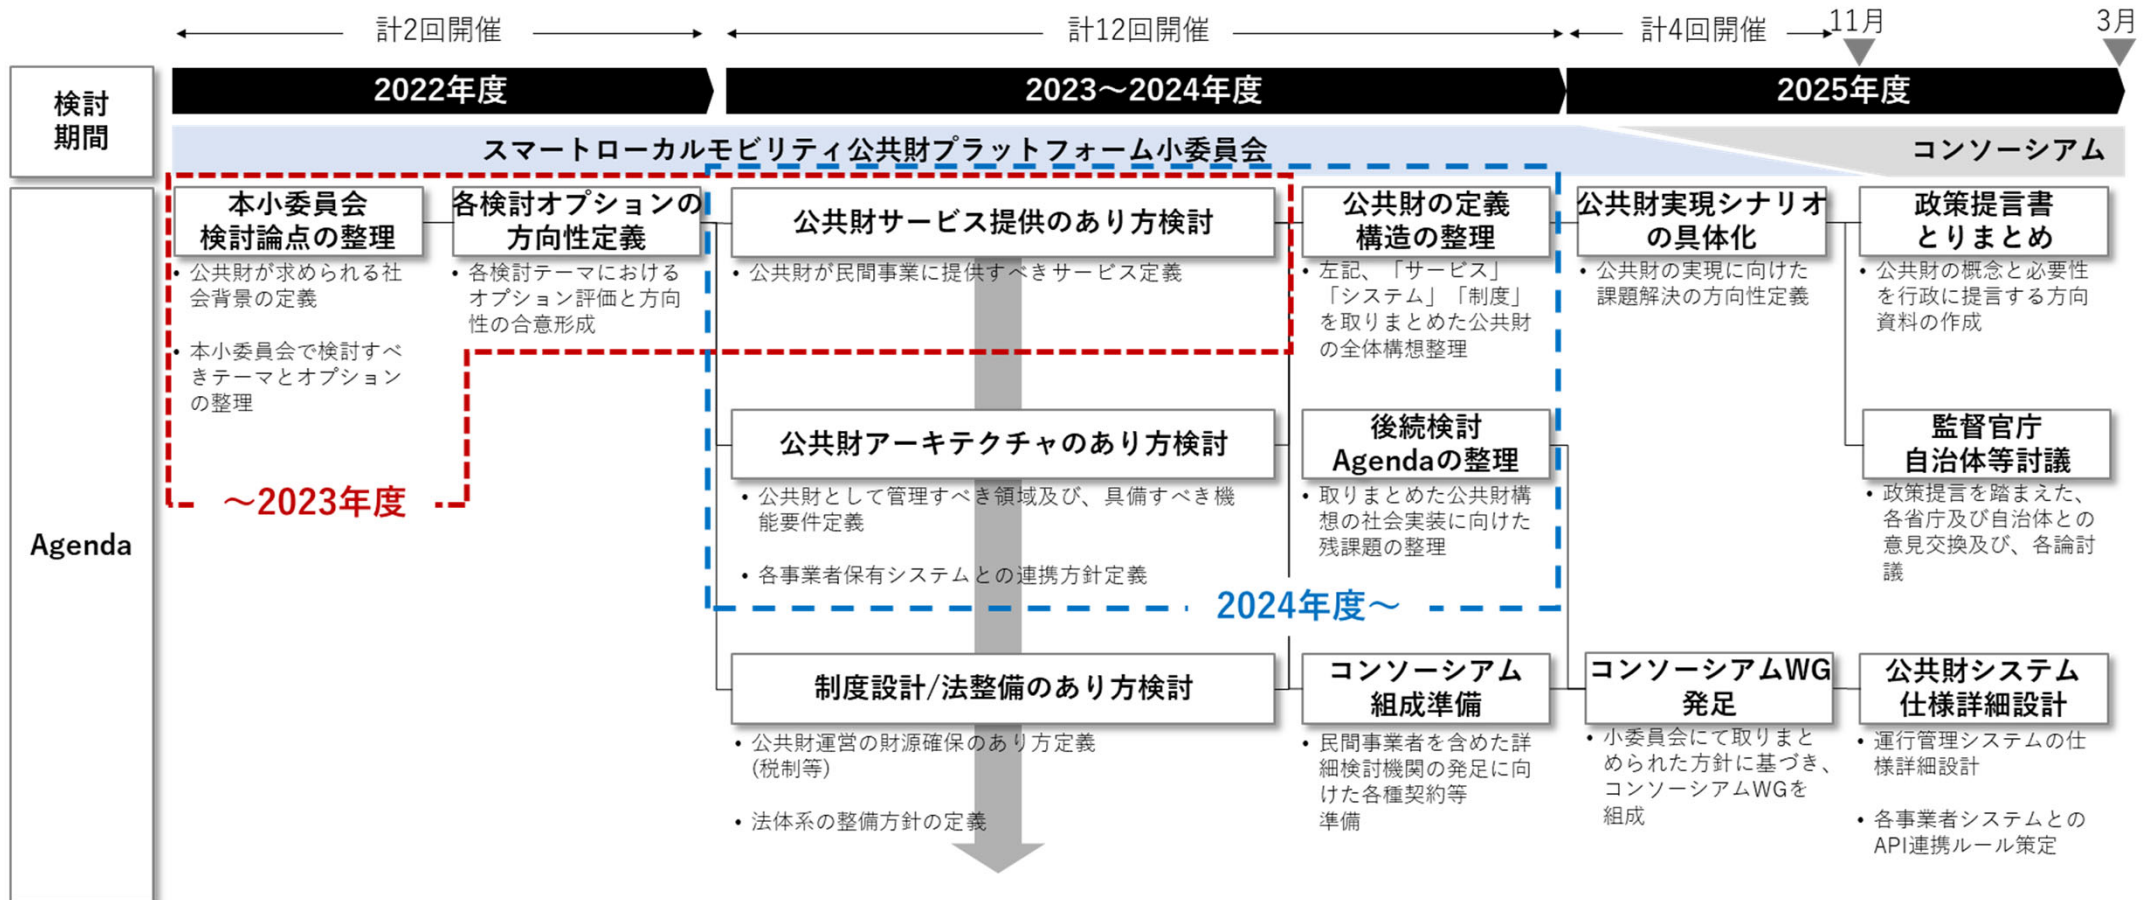 計2回開催
計12回開催
計4回開催
11月
3月
検討
期間
2022年度
2023～2024年度
2025年度
スマートローカルモビリティ公共財プラットフォーム小委員会
コンソーシアム
Agenda
本小委員会
検討論点の整理
• 公共財が求められる社
会背景の定義
• 本小委員会で検討すべ
きテーマとオプション
の整理
～2023年度
各検討オプションの
方向性定義
• 各検討テーマにおける
オプション評価と方向
性の合意形成
公共財サービス提供のあり方検討
• 公共財が民間事業に提供すべきサービス定義
公共財アーキテクチャのあり方検討
• 公共財として管理すべき領域及び、具備すべき機
能要件定義
• 各事業者保有システムとの連携方針定義
2024年度～
制度設計/法整備のあり方検討
• 公共財運営の財源確保のあり方定義
(税制等)
• 法体系の整備方針の定義
公共財の定義
構造の整理
• 左記、「サービス」
「システム」「制度」
を取りまとめた公共財
の全体構想整理
後続検討
Agendaの整理
• 取りまとめた公共財構
想の社会実装に向けた
残課題の整理
コンソーシアム
組成準備
• 民間事業者を含めた詳
細検討機関の発足に向
けた各種契約等
準備
公共財実現シナリオ
の具体化
• 公共財の実現に向けた
課題解決の方向性定義
コンソーシアムWG
発足
• 小委員会にて取りまと
められた方針に基づき、
コンソーシアムWGを
組成
政策提言書
とりまとめ
• 公共財の概念と必要性
を行政に提言する方向
資料の作成
監督官庁
自治体等討議
• 政策提言を踏まえた、
各省庁及び自治体との
意見交換及び、各論討
議
公共財システム
仕様詳細設計
• 運行管理システムの仕
様詳細設計
• 各事業者システムとの
API連携ルール策定